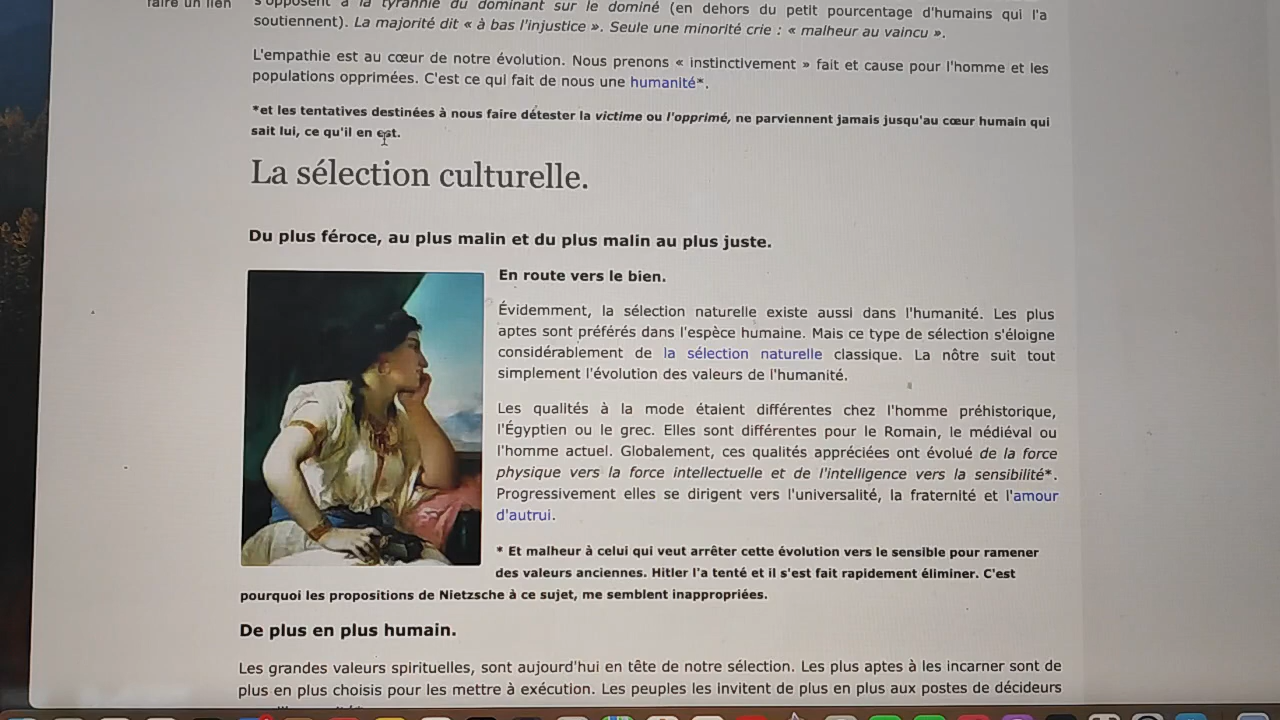 faire un lien
s'opposent à la tyrannie du dominant sur le dominé (en dehors du petit pourcentage d'humains qui l'a
soutiennent). La majorité dit « à bas l'injustice ». Seule une minorité crie : « malheur au vaincu ».
L'empathie est au cœur de notre évolution. Nous prenons « instinctivement » fait et cause pour l'homme et les
populations opprimées. C'est ce qui fait de nous une humanité*.
*et les tentatives destinées à nous faire détester la victime ou l'opprimé, ne parviennent jamais jusqu'au cœur humain qui
sait lui, ce qu'il en est.
La sélection culturelle.
Du plus féroce, au plus malin et du plus malin au plus juste.
En route vers le bien.
Évidemment, la sélection naturelle existe aussi dans l'humanité. Les plus
aptes sont préférés dans l'espèce humaine. Mais ce type de sélection s'éloigne
considérablement de la sélection naturelle classique. La nôtre suit tout
simplement l'évolution des valeurs de l'humanité.
Les qualités à la mode étaient différentes chez l'homme préhistorique,
l'Égyptien ou le grec. Elles sont différentes pour le Romain, le médiéval ou
l'homme actuel. Globalement, ces qualités appréciées ont évolué de la force
physique vers la force intellectuelle et de l'intelligence vers la sensibilité*.
Progressivement elles se dirigent vers l'universalité, la fraternité et l'amour
d'autrui.
* Et malheur à celui qui veut arrêter cette évolution vers le sensible pour ramener
des valeurs anciennes. Hitler l'a tenté et il s'est fait rapidement éliminer. C'est
pourquoi les propositions de Nietzsche à ce sujet, me semblent inappropriées.
De plus en plus humain.
Les grandes valeurs spirituelles, sont aujourd'hui en tête de notre sélection. Les plus aptes à les incarner sont de
plus en plus choisis pour les mettre à exécution. Les peuples les invitent de plus en plus aux postes de décideurs